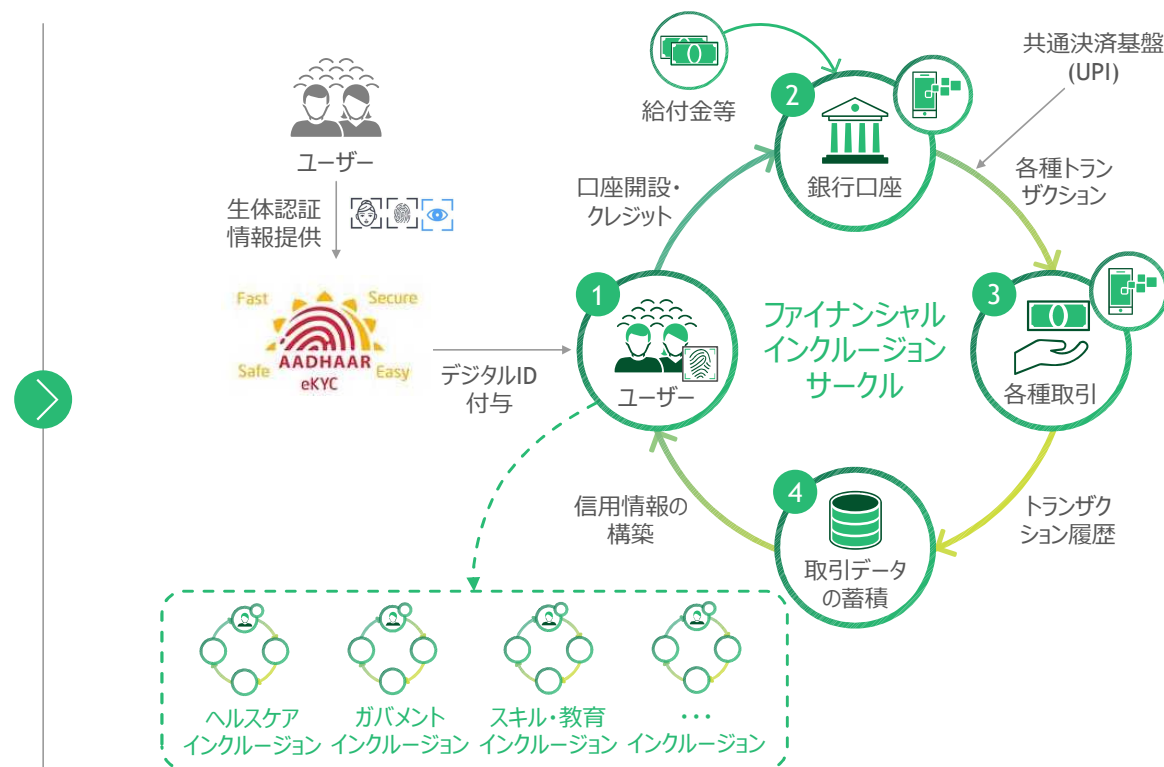 ユーザー
生体認証
情報提供
Fast
Secure
AADHAAR
Safe
Easy
eKYC
デジタルID
付与
給付金等
共通決済基盤
(UPI)
2
銀行口座
口座開設・
クレジット
各種トラン
ザクション
1
ユーザー
ファイナンシャル
インクルージョン
サークル
3
各種取引
信用情報の
構築
4
取引データ
の蓄積
トランザク
ション履歴
ヘルスケア
インクルージョン
ガバメント
インクルージョン
スキル・教育
インクルージョン
・・・
インクルージョン